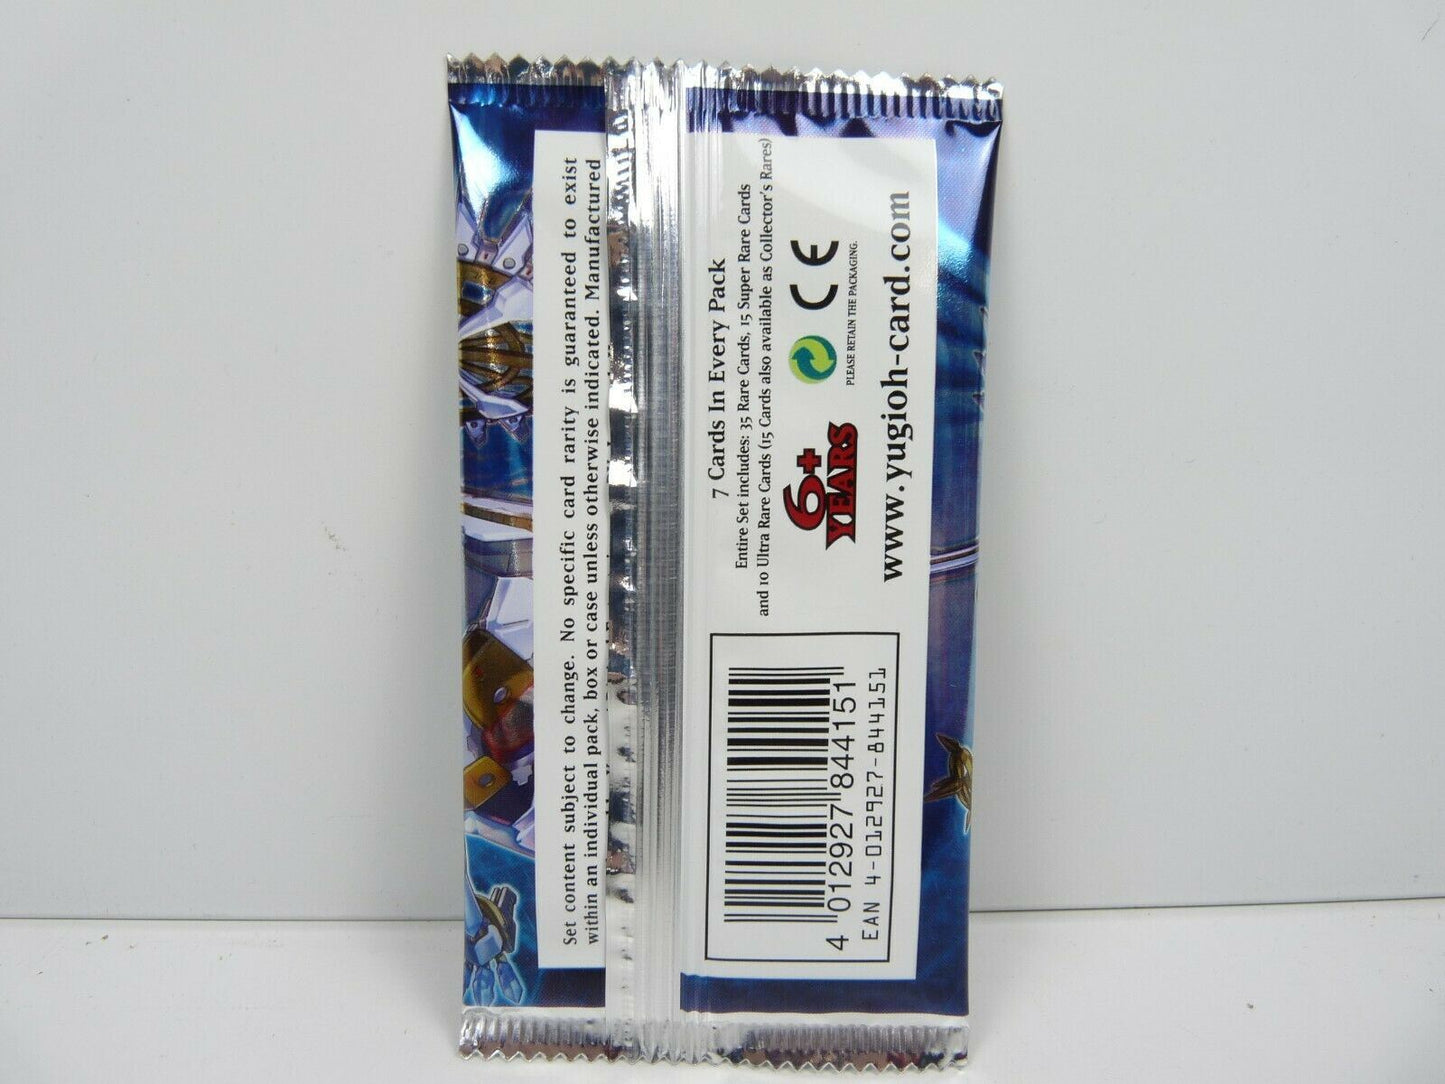 Set content subject to change. No specific card rarity is guaranteed to exist
within an individual pack, box or case unless otherwise indicated. Manufactured
7 Cards In Every Pack
Entire Set includes: 35 Rare Cards, 15 Super Rare Cards
and 10 Ultra Rare Cards (15 Cards also available as Collector's Rares)
6+
YEARS
CE
PLEASE RETAIN THE PACKAGING.
www.yugioh-card.com
4 012927 844151
EAN 4-012927-844151